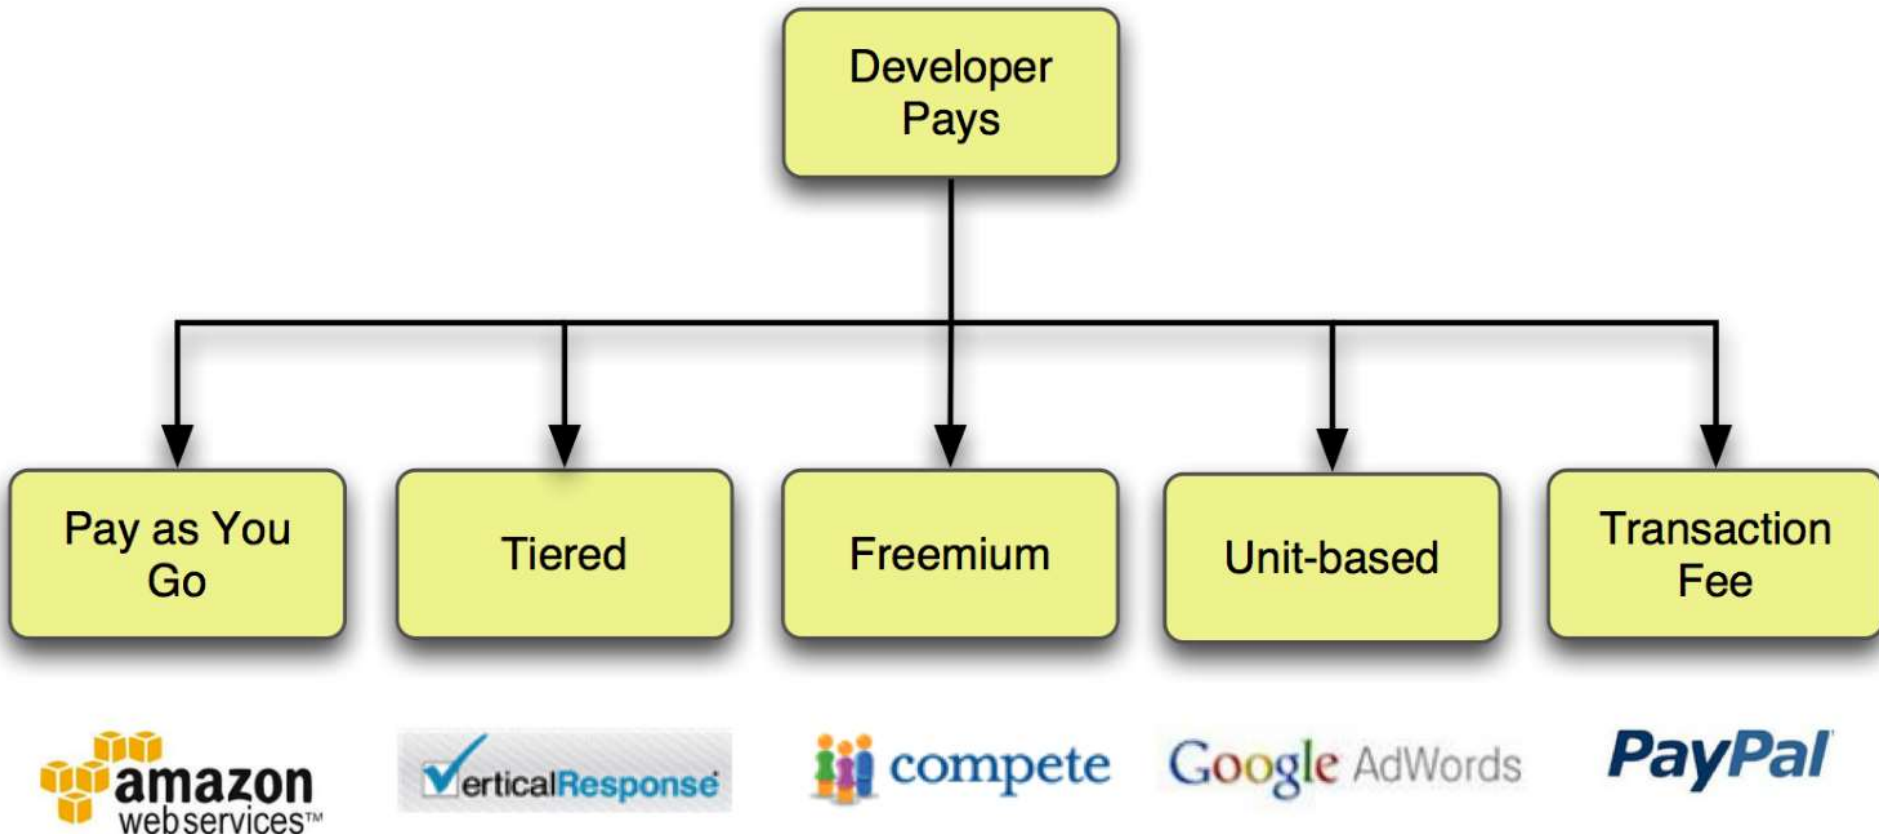 Developer
Pays
Pay as You
Go
Tiered
Freemium
Unit-based
Transaction
Fee
amazon
webservices™
VerticalResponse
compete
Google AdWords
PayPal